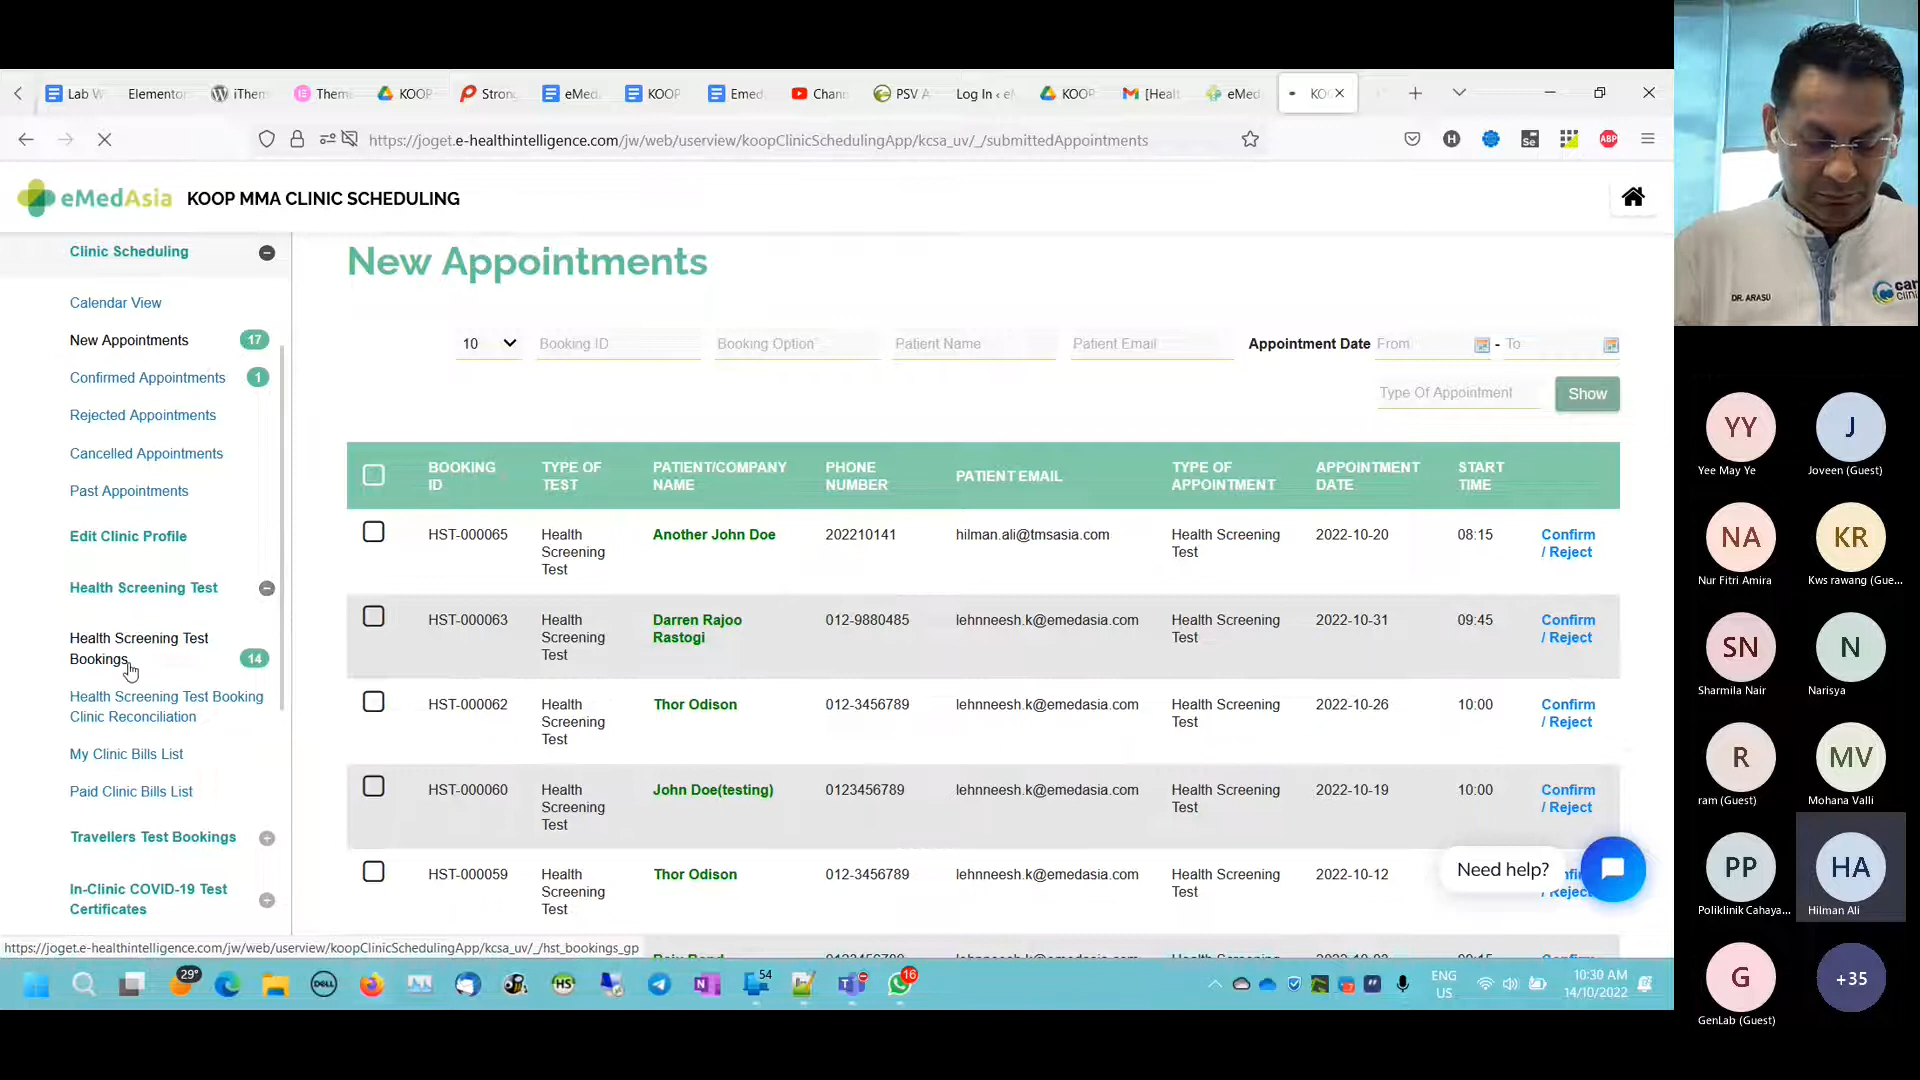 Lab W
Elementor
iThem
Theme
KOOP
Strong
eMed
KOOP
Emed
Chann
PSV A
Log In ‹ eM
KOOP
[Healt
eMed
KO
https://joget.e-healthintelligence.com/jw/web/userview/koopClinicSchedulingApp/kcsa_uv/_/submittedAppointments
H
Se
ABP
eMedAsia
KOOP MMA CLINIC SCHEDULING
Clinic Scheduling
Calendar View
New Appointments 17
Confirmed Appointments 1
Rejected Appointments
Cancelled Appointments
Past Appointments
Edit Clinic Profile
Health Screening Test
Health Screening Test
Bookings 14
Health Screening Test Booking
Clinic Reconciliation
My Clinic Bills List
Paid Clinic Bills List
Travellers Test Bookings
In-Clinic COVID-19 Test
Certificates
New Appointments
10 Booking ID Booking Option Patient Name Patient Email Appointment Date From - To
Type Of Appointment Show
BOOKING ID TYPE OF TEST PATIENT/COMPANY NAME PHONE NUMBER PATIENT EMAIL TYPE OF APPOINTMENT APPOINTMENT DATE START TIME
HST-000065 Health Screening Test Another John Doe 202210141 hilman.ali@tmsasia.com Health Screening Test 2022-10-20 08:15 Confirm / Reject
HST-000063 Health Screening Test Darren Rajoo Rastogi 012-9880485 lehnneesh.k@emedasia.com Health Screening Test 2022-10-31 09:45 Confirm / Reject
HST-000062 Health Screening Test Thor Odison 012-3456789 lehnneesh.k@emedasia.com Health Screening Test 2022-10-26 10:00 Confirm / Reject
HST-000060 Health Screening Test John Doe(testing) 0123456789 lehnneesh.k@emedasia.com Health Screening Test 2022-10-19 10:00 Confirm / Reject
HST-000059 Health Screening Test Thor Odison 012-3456789 lehnneesh.k@emedasia.com Health Screening Test 2022-10-12
Need help?
https://joget.e-healthintelligence.com/jw/web/userview/koopClinicSchedulingApp/kcsa_uv/_/hst_bookings_gp
29°
DELL
HS
54
16
ENG
US
10:30 AM
14/10/2022
DR. ARASU
YY
Yee May Ye
J
Joveen (Guest)
NA
Nur Fitri Amira
KR
Kws rawang (Gue...
SN
Sharmila Nair
N
Narisya
R
ram (Guest)
MV
Mohana Valli
PP
Poliklinik Cahaya...
HA
Hilman Ali
G
GenLab (Guest)
+35